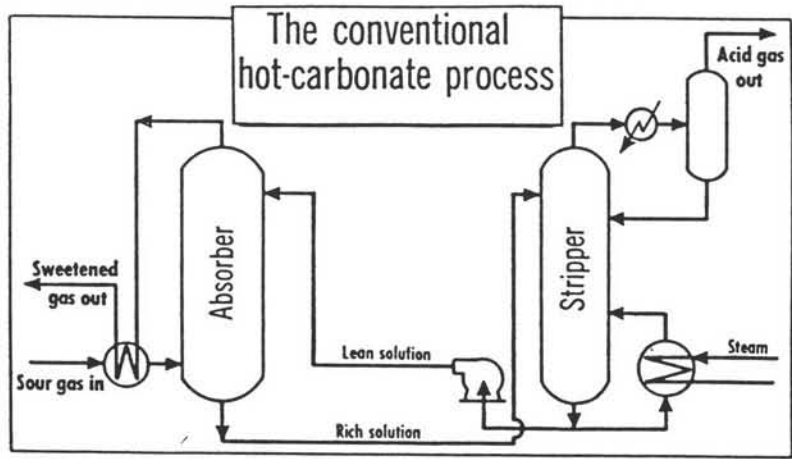 The conventional
hot-carbonate process
Acid gas
out
Absorber
Stripper
Sweetened
gas out
Sour gas in
Lean solution
Rich solution
Steam